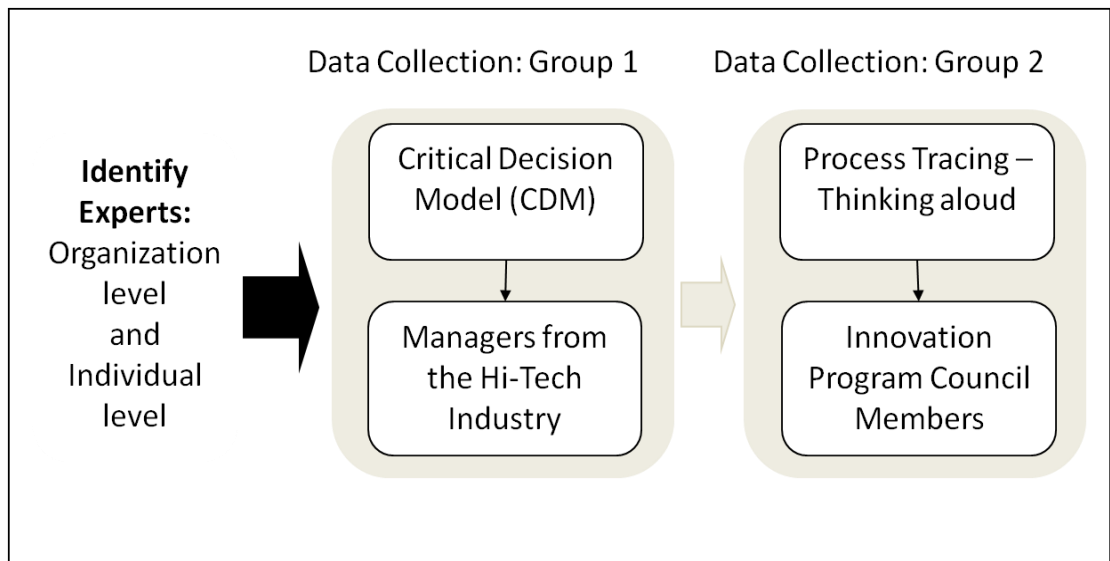 Data Collection: Group 1
Data Collection: Group 2
Identify
Experts:
Organization
level
and
Individual
level
Critical Decision
Model (CDM)
Managers from
the Hi-Tech
Industry
Process Tracing –
Thinking aloud
Innovation
Program Council
Members